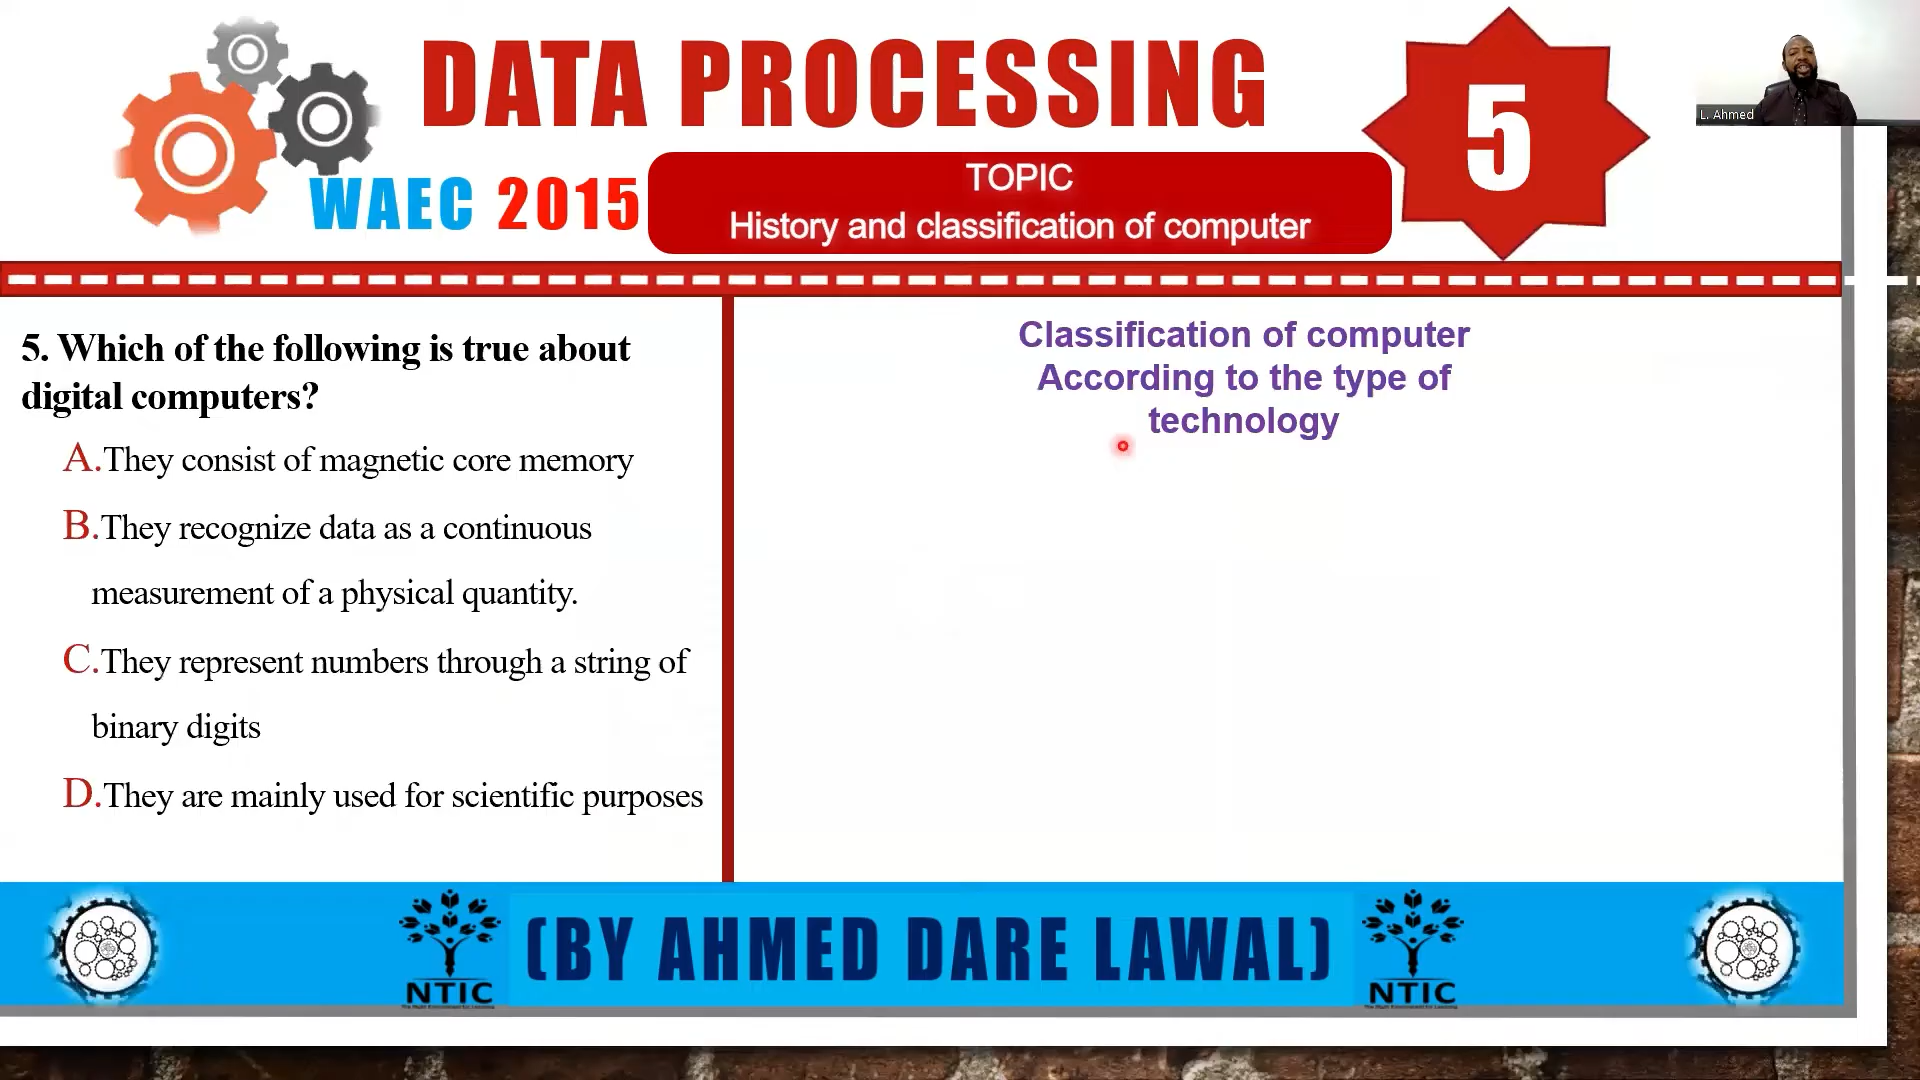 DATA PROCESSING
WAEC 2015
TOPIC
History and classification of computer
5
L. Ahmed
5. Which of the following is true about
digital computers?
A.They consist of magnetic core memory
B.They recognize data as a continuous
measurement of a physical quantity.
C.They represent numbers through a string of
binary digits
D.They are mainly used for scientific purposes
Classification of computer
According to the type of
technology
NTIC
(BY AHMED DARE LAWAL)
NTIC